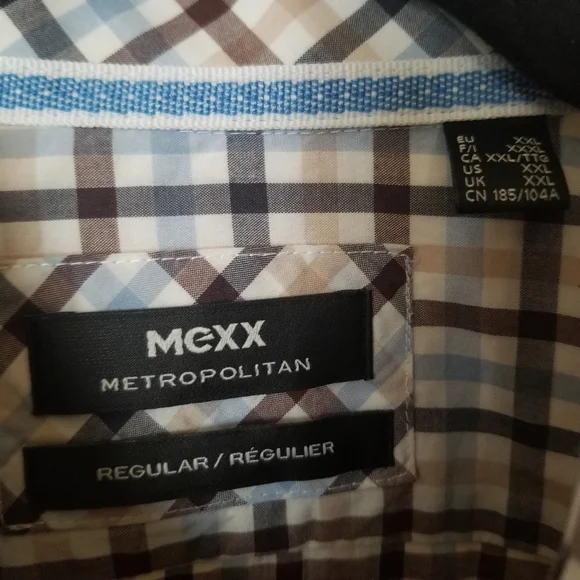 EU XXL
F/I XXXL
CA XXL/TTG
US XXL
UK XXL
CN 185/104A
MEXX
METROPOLITAN
REGULAR / RÉGULIER